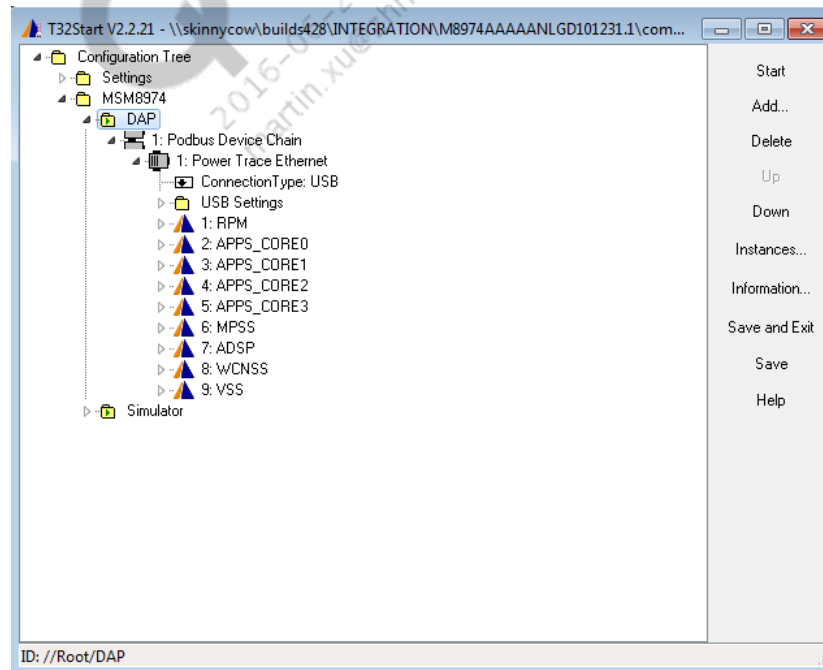 T32Start V2.2.21 - \\skinnycow\builds428\INTEGRATION\M8974AAAAANLGD101231.1\com...
Configuration Tree
Settings
MSM8974
DAP
1: Podbus Device Chain
1: Power Trace Ethernet
ConnectionType: USB
USB Settings
1: RPM
2: APPS_CORE0
3: APPS_CORE1
4: APPS_CORE2
5: APPS_CORE3
6: MPSS
7: ADSP
8: WCNSS
9: VSS
Simulator
Start
Add...
Delete
Up
Down
Instances...
Information...
Save and Exit
Save
Help
ID: //Root/DAP